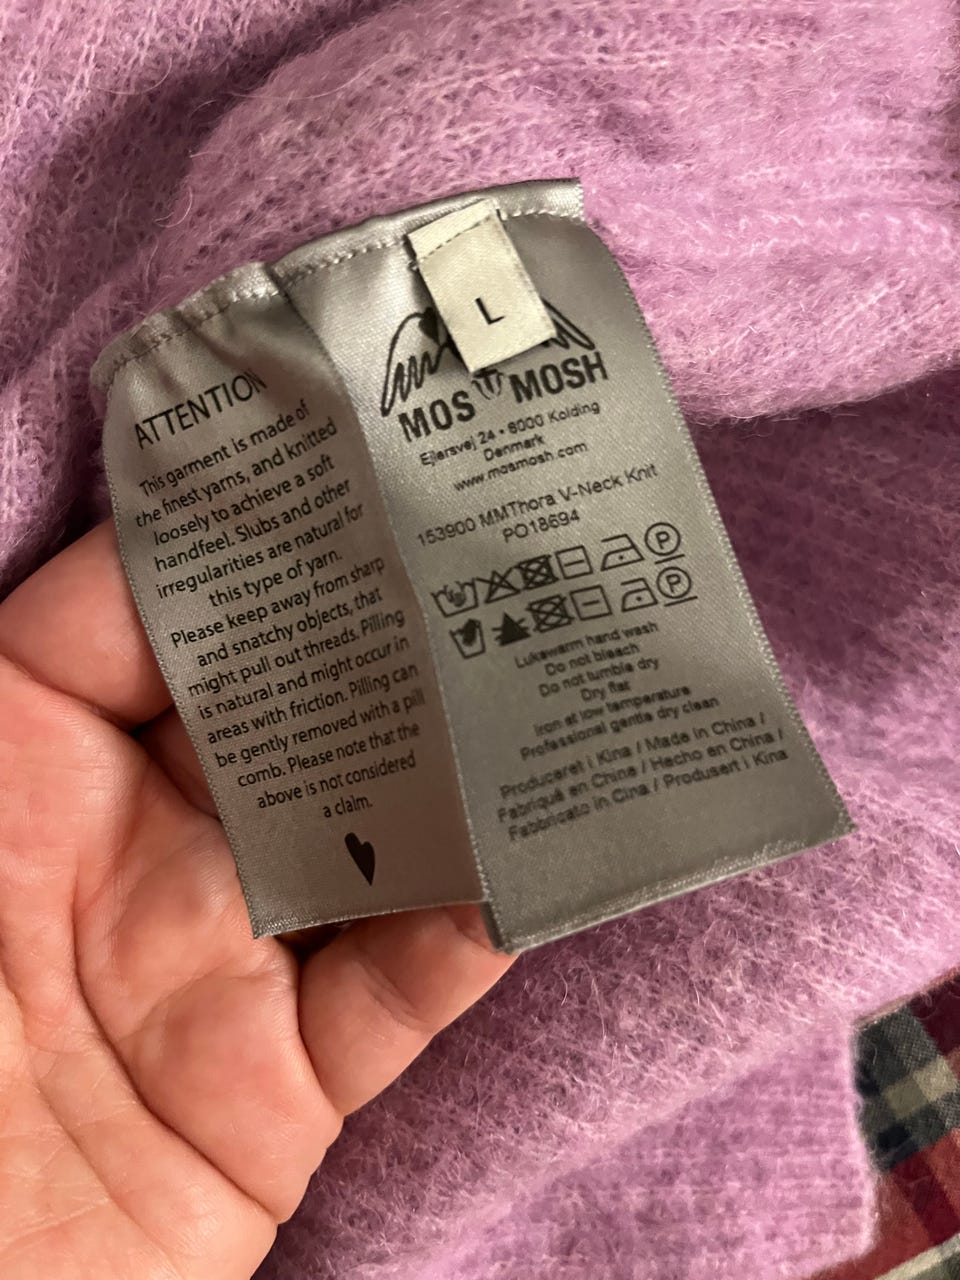 ATTENTION
This garment is made of
the finest yarns, and knitted
loosely to achieve a soft
handfeel. Slubs and other
irregularities are natural for
this type of yarn.
Please keep away from sharp
and snatchy objects, that
might pull out threads. Pilling
is natural and might occur in
areas with friction. Pilling can
be gently removed with a pill
comb. Please note that the
above is not considered
a claim.
L
MOS MOSH
Ejlersvej 24 • 6000 Kolding
Denmark
www.mosmosh.com
153900 MMThora V-Neck Knit
PO18694
P
P
Lukewarm hand wash
Do not bleach
Do not tumble dry
Dry flat
Iron at low temperature
Professional gentle dry clean
Produceret i Kina / Made in China /
Fabriqué en China / Hecho en China /
Fabbricato in Cina / Produsert i Kina